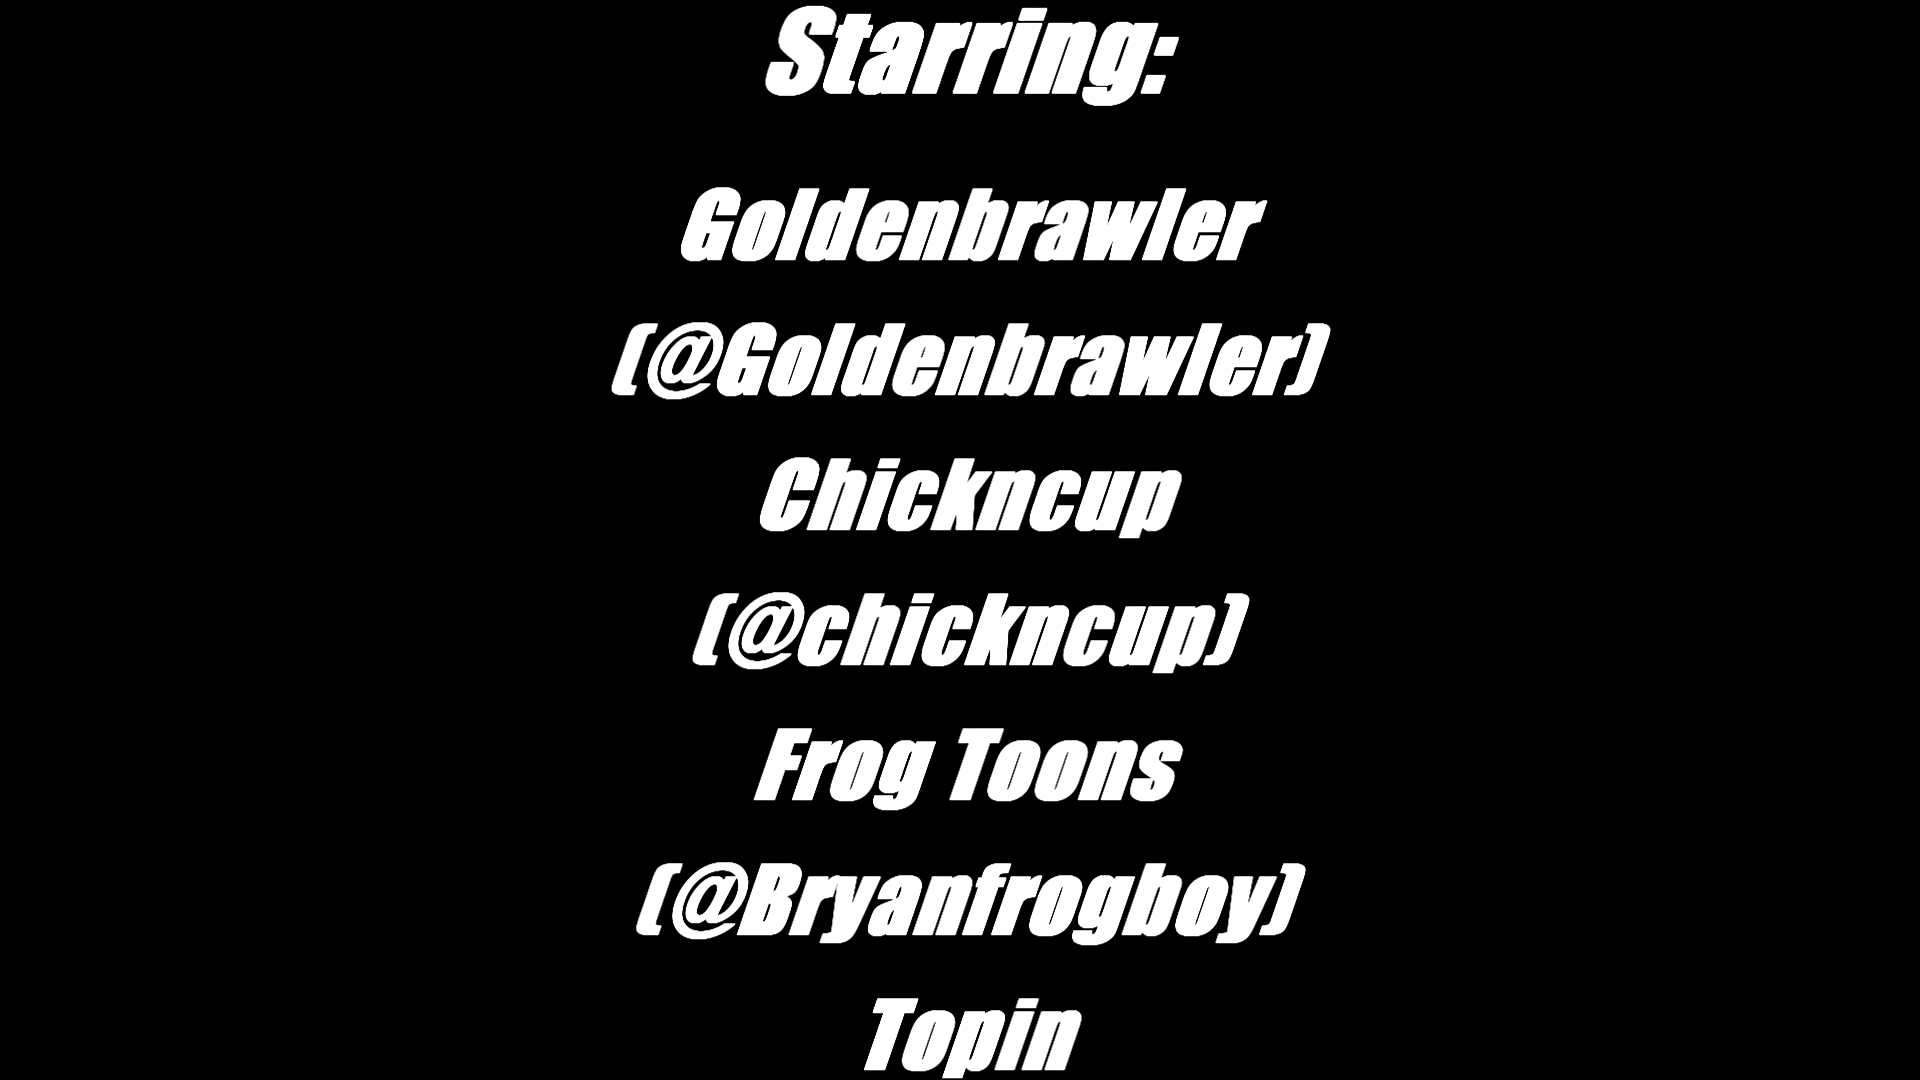 Starring:
Goldenbrawler
(@Goldenbrawler)
Chickncup
(@chickncup)
Frog Toons
(@Bryanfrogboy)
Topin